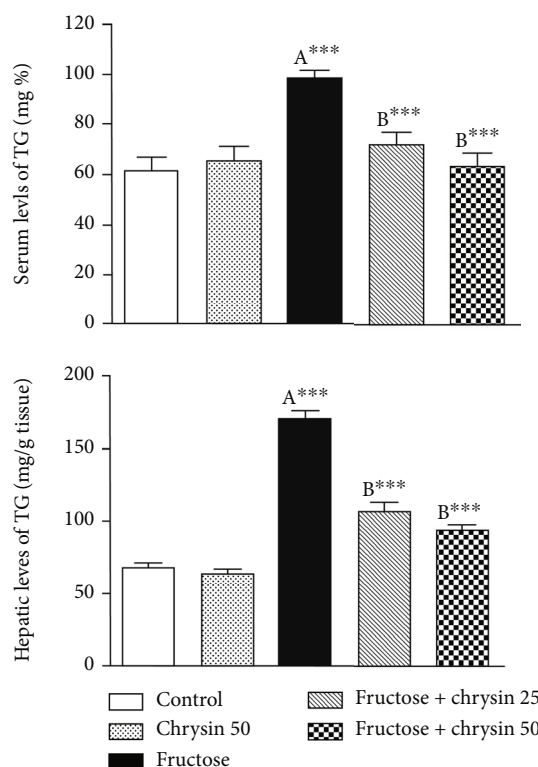 Serum levls of TG (mg %)
120
100
80
60
40
20
0
A***
B***
B***
Hepatic leves of TG (mg/g tissue)
200
150
100
50
0
A***
B***
B***
Control
Chrysin 50
Fructose
Fructose + chrysin 25
Fructose + chrysin 50